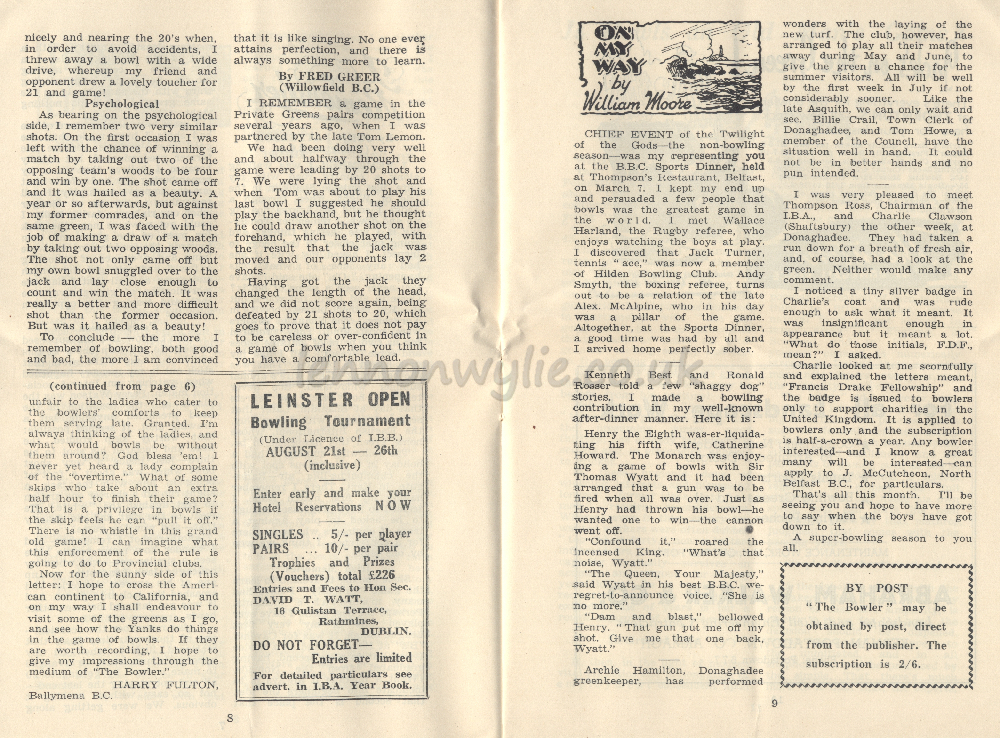 nicely and nearing the 20's when,
in order to avoid accidents, I
threw away a bowl with a wide
drive, whereup my friend and
opponent drew a lovely toucher for
21 and game!
Psychological
As bearing on the psychological
side, I remember two very similar
shots. On the first occasion I was
left with the chance of winning a
match by taking out two of the
opposing team's woods to be four
and win by one. The shot came off
and it was hailed as a beauty. A
year or so afterwards, but against
my former comrades, and on the
same green, I was faced with the
job of making a draw of a match
by taking out two opposing woods.
The shot not only came off but
my own bowl snuggled over to the
jack and lay close enough to
count and win the match. It was
really a better and more difficult
shot than the former occasion.
But was it hailed as a beauty!
To conclude — the more I
remember of bowling, both good
and bad, the more I am convinced
that it is like singing. No one ever
attains perfection, and there is
always something more to learn.
By FRED GREER
(Willowfield B.C.)
I REMEMBER a game in the
Private Greens pairs competition
several years ago, when I was
partnered by the late Tom Lemon.
We had been doing very well
and about halfway through the
game were leading by 20 shots to
7. We were lying the shot and
when Tom was about to play his
last bowl I suggested he should
play the backhand, but he thought
he could draw another shot on the
forehand, which he played, with
the result that the jack was
moved and our opponents lay 2
shots.
Having got the jack they
changed the length of the head,
and we did not score again, being
defeated by 21 shots to 20, which
goes to prove that it does not pay
to be careless or over-confident in
a game of bowls when you think
you have a comfortable lead.
(continued from page 6)
unfair to the ladies who cater to
the bowlers' comforts to keep
them serving late. Granted. I'm
always thinking of the ladies, and
what would bowls be without
them around? God bless 'em! I
never yet heard a lady complain
of the "overtime." What of some
skips who take about an extra
half hour to finish their game?
That is a privilege in bowls if
the skip feels he can "pull it off."
There is no whistle in this grand
old game! I can imagine what
this enforcement of the rule is
going to do to Provincial clubs.
Now for the sunny side of this
letter: I hope to cross the Ameri-
can continent to California, and
on my way I shall endeavour to
visit some of the greens as I go,
and see how the Yanks do things
in the game of bowls. If they
are worth recording, I hope to
give my impressions through the
medium of "The Bowler."
HARRY FULTON,
Ballymena B.C.
LEINSTER OPEN
Bowling Tournament
(Under Licence of I.B.B.)
AUGUST 21st — 26th
(inclusive)
Enter early and make your
Hotel Reservations NOW
SINGLES .. 5/- per player
PAIRS ... 10/- per pair
Trophies and Prizes
(Vouchers) total £226
Entries and Fees to Hon Sec.
DAVID T. WATT,
16 Gulistan Terrace,
Rathmines,
DUBLIN.
DO NOT FORGET—
Entries are limited
For detailed particulars see
advert. in I.B.A. Year Book.
8
ON
MY
WAY
by
William Moore
CHIEF EVENT of the Twilight
of the Gods—the non-bowling
season—was my representing you
at the B.B.C. Sports Dinner, held
at Thompson's Restaurant, Belfast,
on March 7. I kept my end up
and persuaded a few people that
bowls was the greatest game in
the world. I met Wallace
Harland, the Rugby referee, who
enjoys watching the boys at play.
I discovered that Jack Turner,
tennis "ace," was now a member
of Hilden Bowling Club. Andy
Smyth, the boxing referee, turns
out to be a relation of the late
Alex. McAlpine, who in his day
was a pillar of the game.
Altogether, at the Sports Dinner,
a good time was had by all and
I arrived home perfectly sober.
Kenneth Best and Ronald
Rosser told a few "shaggy dog"
stories. I made a bowling
contribution in my well-known
after-dinner manner. Here it is:
Henry the Eighth was-er-liquida-
ting his fifth wife, Catherine
Howard. The Monarch was enjoy-
ing a game of bowls with Sir
Thomas Wyatt and it had been
arranged that a gun was to be
fired when all was over. Just as
Henry had thrown his bowl—he
wanted one to win—the cannon
went off.
"Confound it," roared the
incensed King. "What's that
noise, Wyatt."
"The Queen, Your Majesty,"
said Wyatt in his best B.B.C. we-
regret-to-announce voice. "She is
no more."
"Dam and blast," bellowed
Henry. "That gun put me off my
shot. Give me that one back,
Wyatt."
Archie Hamilton, Donaghadee
greenkeeper, has performed
wonders with the laying of the
new turf. The club, however, has
arranged to play all their matches
away during May and June, to
give the green a chance for the
summer visitors. All will be well
by the first week in July if not
considerably sooner. Like the
late Asquith, we can only wait and
see. Billie Crail, Town Clerk of
Donaghadee, and Tom Howe, a
member of the Council, have the
situation well in hand. It could
not be in better hands and no
pun intended.
I was very pleased to meet
Thompson Ross, Chairman of the
I.B.A., and Charlie Clawson
(Shaftsbury) the other week, at
Donaghadee. They had taken a
run down for a breath of fresh air,
and, of course, had a look at the
green. Neither would make any
comment.
I noticed a tiny silver badge in
Charlie's coat and was rude
enough to ask what it meant. It
was insignificant enough in
appearance but it meant a lot.
"What do those initials, F.D.F.,
mean?" I asked.
Charlie looked at me scornfully
and explained the letters meant,
"Francis Drake Fellowship" and
the badge is issued to bowlers
only to support charities in the
United Kingdom. It is applied to
bowlers only and the subscription
is half-a-crown a year. Any bowler
interested—and I know a great
many will be interested—can
apply to J. McCutcheon, North
Belfast B.C., for particulars.
That's all this month. I'll be
seeing you and hope to have more
to say when the boys have got
down to it.
A super-bowling season to you
all.
BY POST
"The Bowler" may be
obtained by post, direct
from the publisher. The
subscription is 2/6.
9
lennonwylie.co.uk